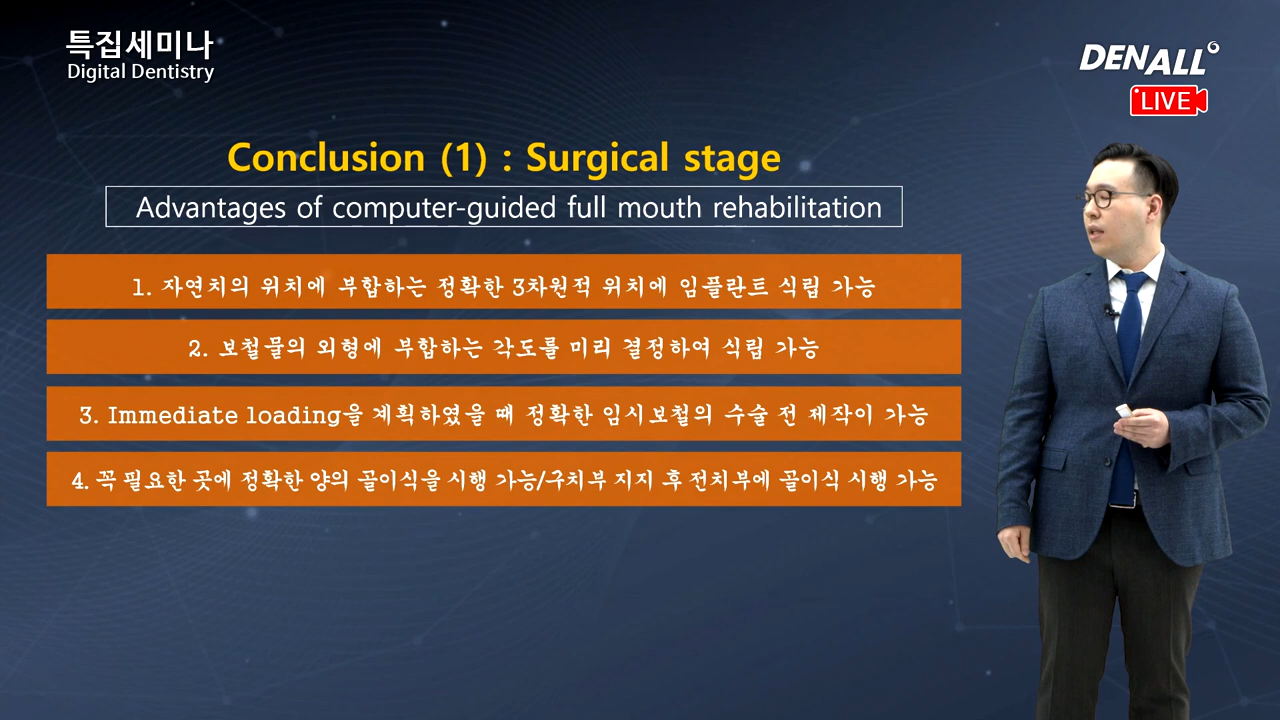 특집세미나
Digital Dentistry
DENALL
LIVE
Conclusion (1) : Surgical stage
Advantages of computer-guided full mouth rehabilitation
1. 자연치의 위치에 부합하는 정확한 3차원적 위치에 임플란트 식립 가능
2. 보철물의 외형에 부합하는 각도를 미리 결정하여 식립 가능
3. Immediate loading을 계획하였을 때 정확한 임시보철의 수술 전 제작이 가능
4. 꼭 필요한 곳에 정확한 양의 골이식을 시행 가능/구치부 지지 후 전치부에 골이식 시행 가능